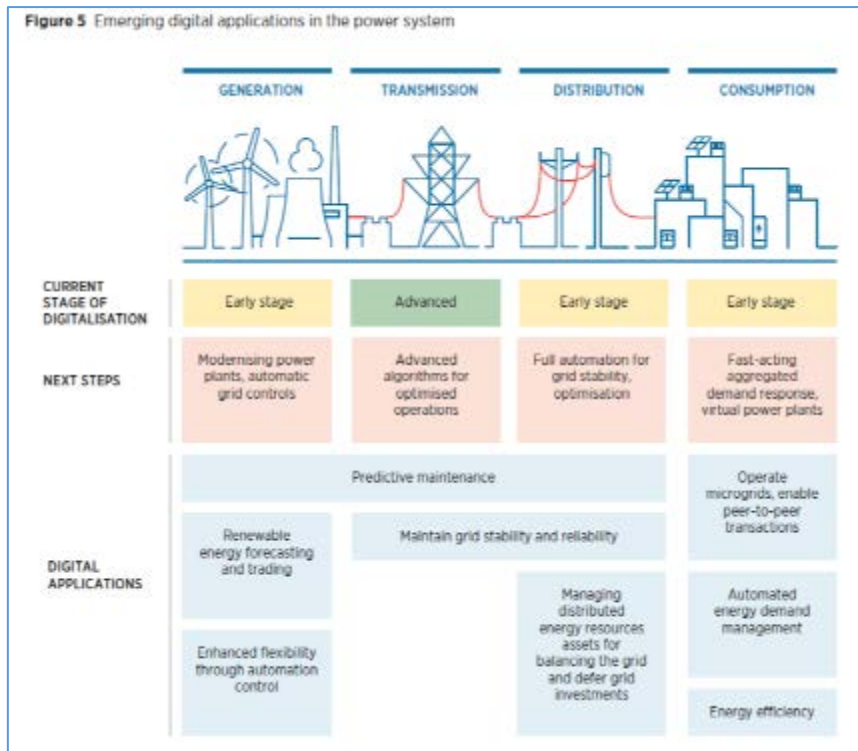 Figure 5 Emerging digital applications in the power system
GENERATION
TRANSMISSION
DISTRIBUTION
CONSUMPTION
CURRENT
STAGE OF
DIGITALISATION
Early stage
Advanced
Early stage
Early stage
NEXT STEPS
Modernising power
plants, automatic
grid controls
Advanced
algorithms for
optimised
operations
Full automation for
grid stability,
optimisation
Fast-acting
aggregated
demand response,
virtual power plants
DIGITAL
APPLICATIONS
Predictive maintenance
Operate
microgrids, enable
peer-to-peer
transactions
Renewable
energy forecasting
and trading
Maintain grid stability and reliability
Managing
distributed
energy resources
assets for
balancing the grid
and defer grid
investments
Automated
energy demand
management
Enhanced flexibility
through automation
control
Energy efficiency